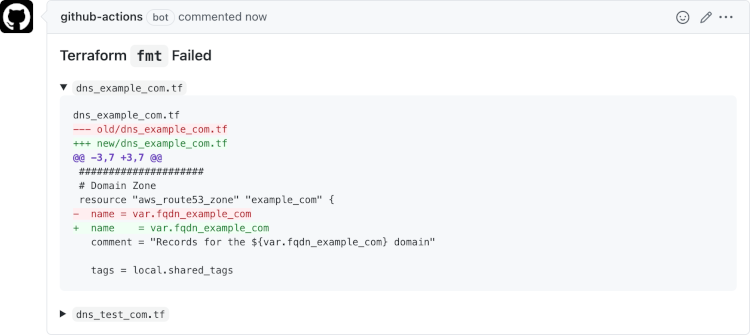 github-actions bot commented now
Terraform fmt Failed
dns_example_com.tf
dns_example_com.tf
--- old/dns_example_com.tf
+++ new/dns_example_com.tf
@@ -3,7 +3,7 @@
 #####################
 # Domain Zone
 resource "aws_route53_zone" "example_com" {
-  name = var.fqdn_example_com
+  name    = var.fqdn_example_com
   comment = "Records for the ${var.fqdn_example_com} domain"

   tags = local.shared_tags
dns_test_com.tf